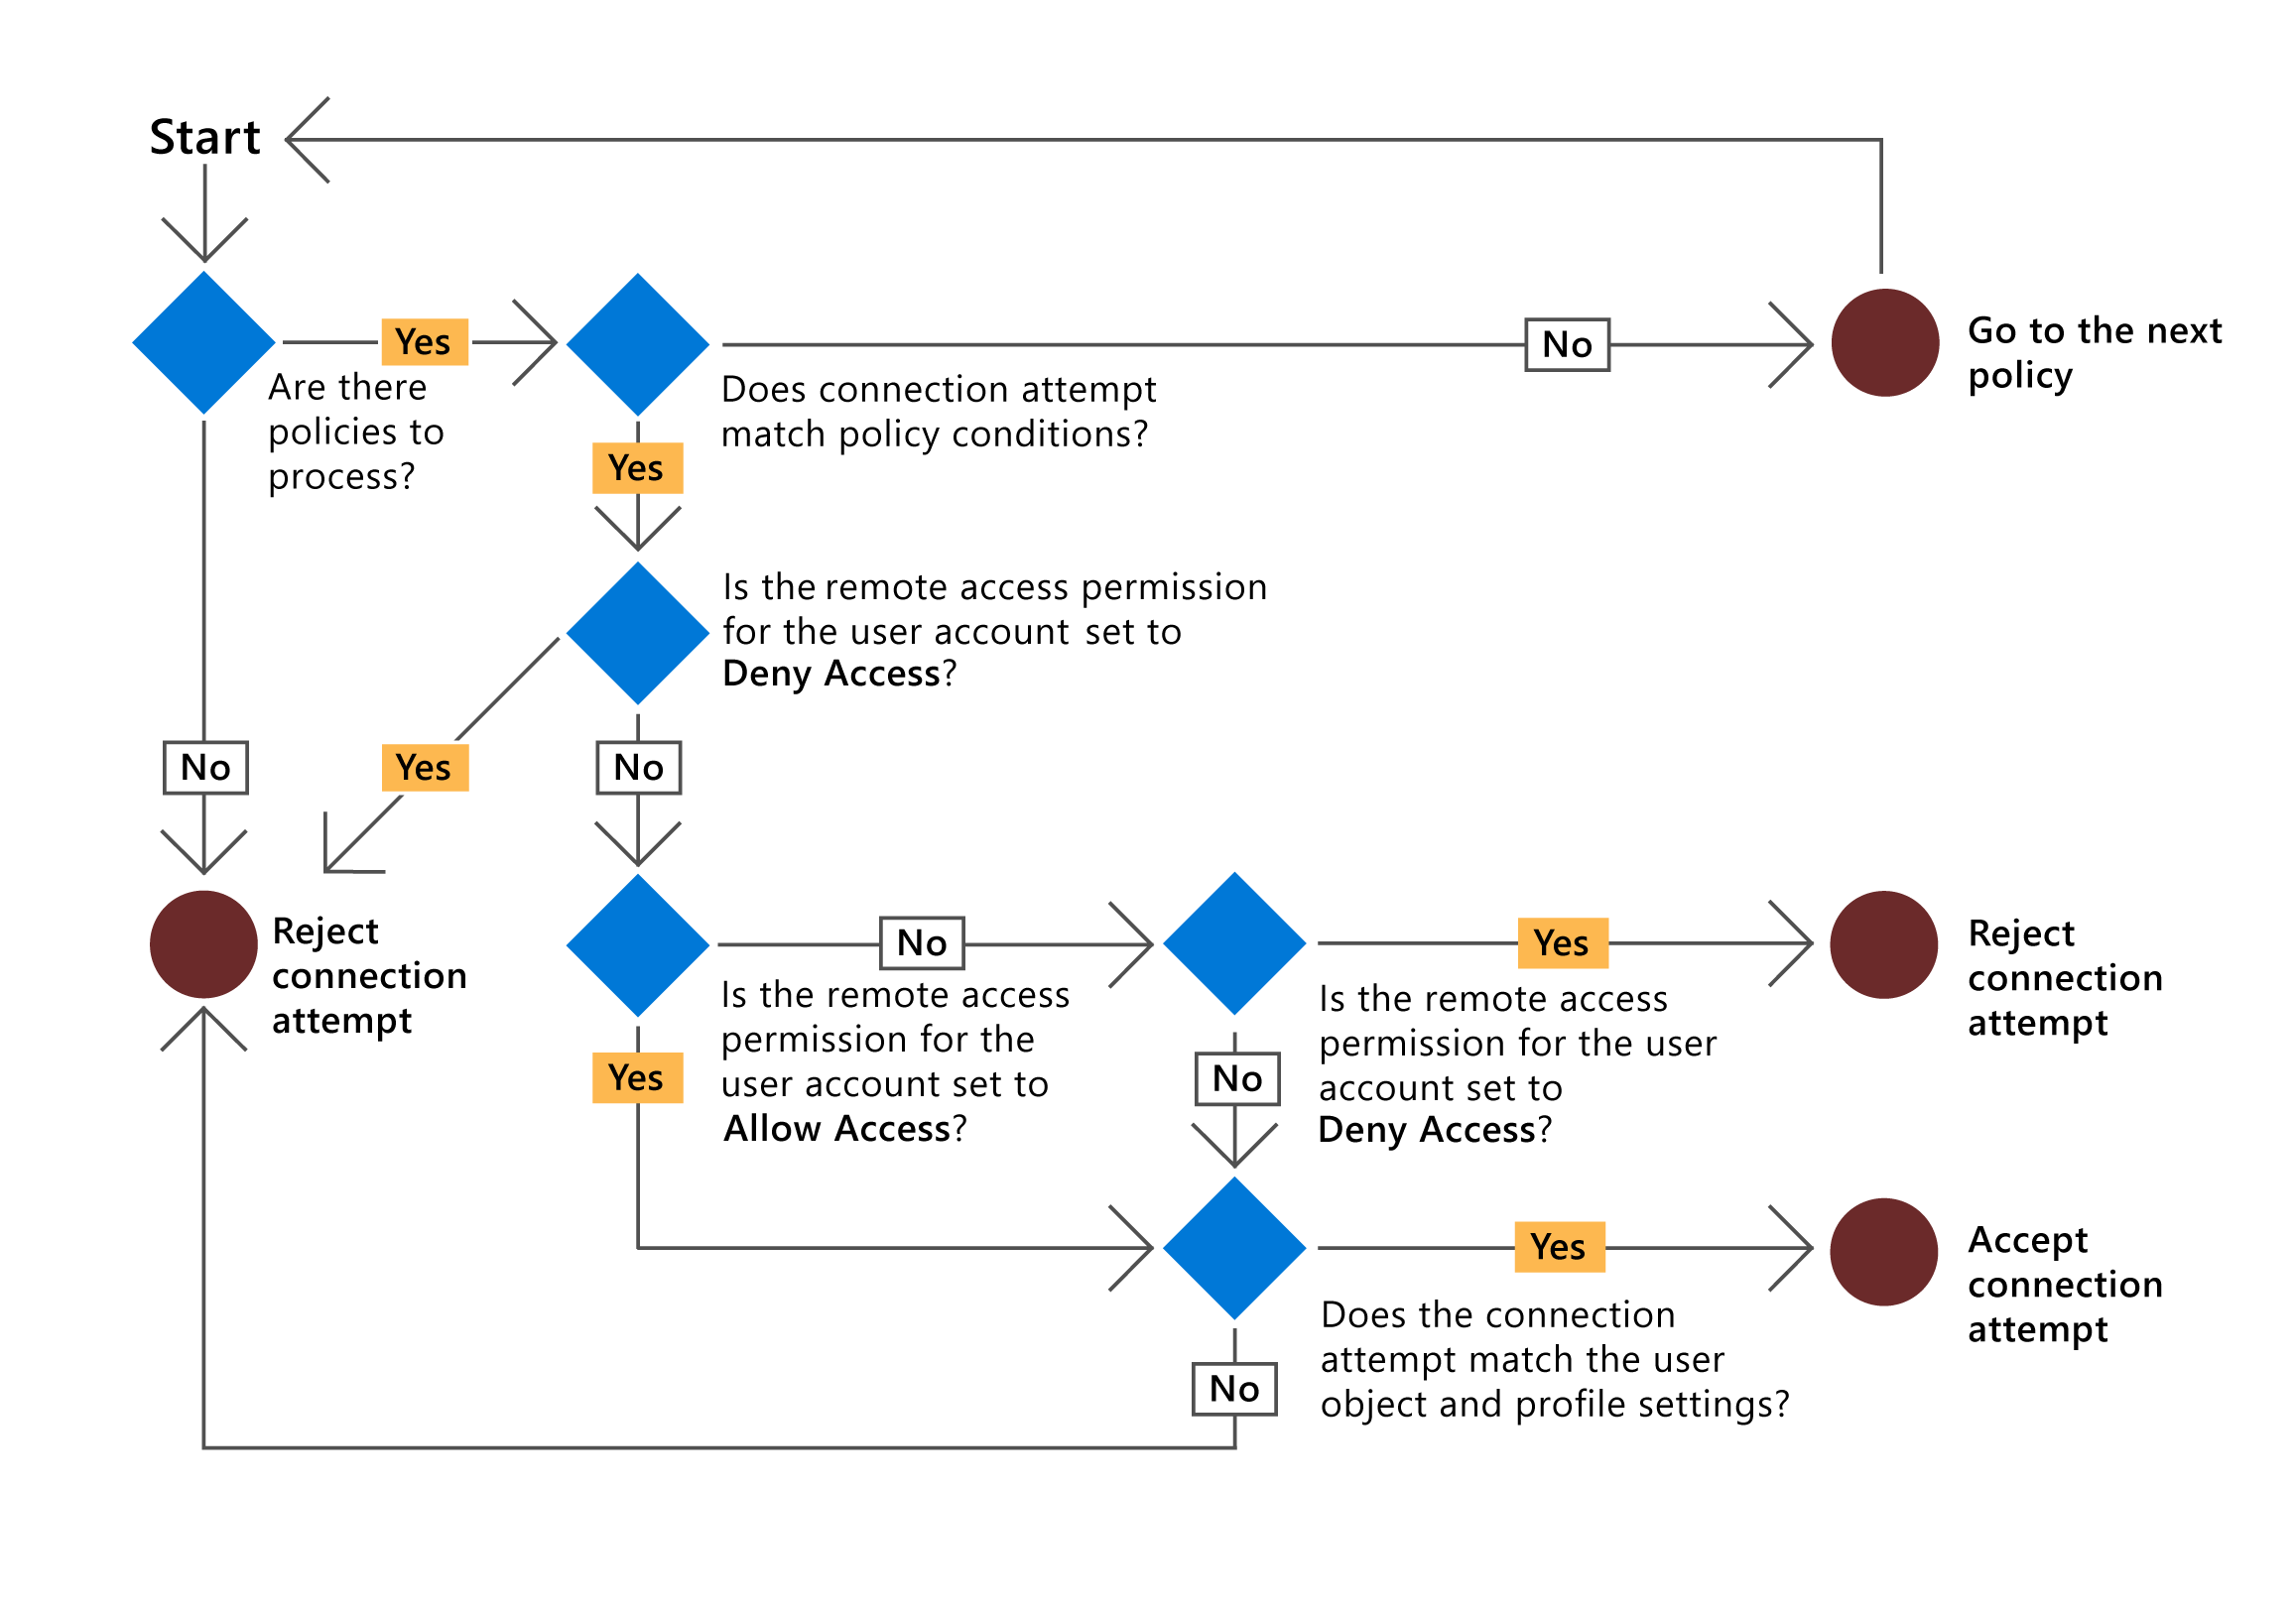 Start
Yes
No
Are there
policies to
process?
Does connection attempt
match policy conditions?
Go to the next
policy
Yes
Is the remote access permission
for the user account set to
Deny Access?
No
Yes
No
Reject
connection
attempt
No
Is the remote access
permission for the
user account set to
Allow Access?
Yes
Yes
Is the remote access
permission for the user
account set to
Deny Access?
No
Reject
connection
attempt
Yes
Does the connection
attempt match the user
object and profile settings?
No
Accept
connection
attempt